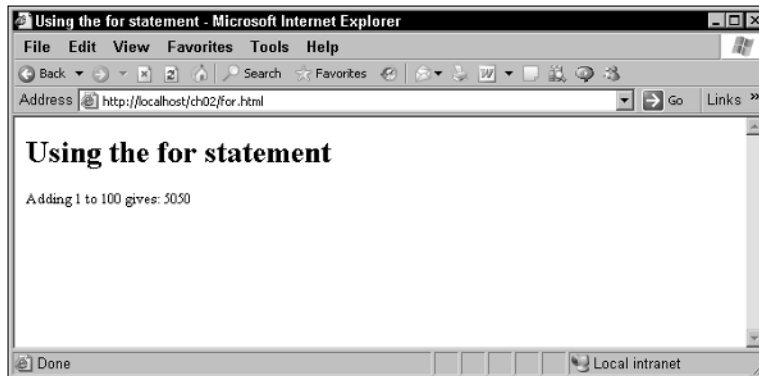 Using the for statement - Microsoft Internet Explorer
File Edit View Favorites Tools Help
Back Search Favorites
Address http://localhost/ch02/for.html Go Links »
Using the for statement
Adding 1 to 100 gives: 5050
Done Local intranet